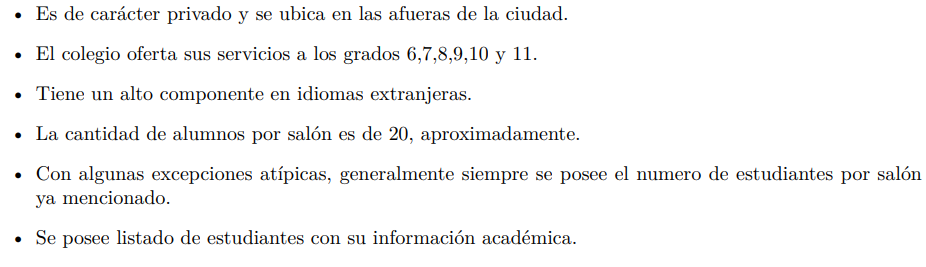 • Es de carácter privado y se ubica en las afueras de la ciudad.
• El colegio oferta sus servicios a los grados 6,7,8,9,10 y 11.
• Tiene un alto componente en idiomas extranjeras.
• La cantidad de alumnos por salón es de 20, aproximadamente.
• Con algunas excepciones atípicas, generalmente siempre se posee el numero de estudiantes por salón
ya mencionado.
• Se posee listado de estudiantes con su información académica.